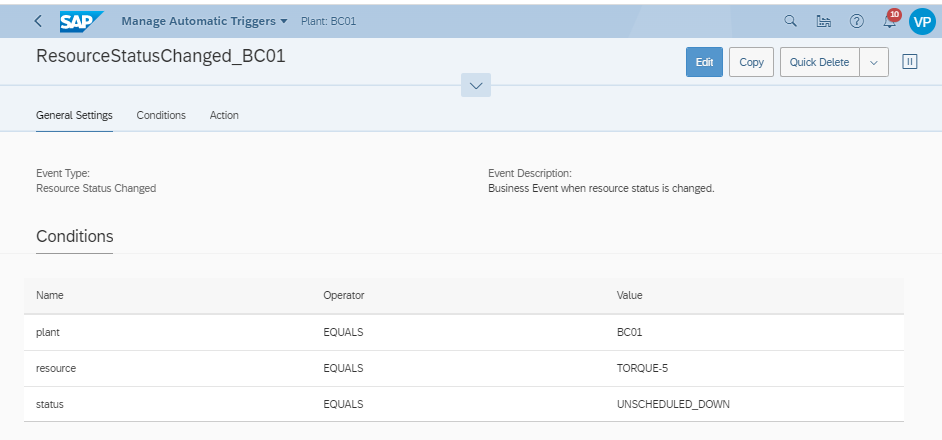 SAP Manage Automatic Triggers Plant: BC01 10 VP
ResourceStatusChanged_BC01 Edit Copy Quick Delete
General Settings Conditions Action
Event Type: Event Description:
Resource Status Changed Business Event when resource status is changed.
Conditions
Name Operator Value
plant EQUALS BC01
resource EQUALS TORQUE-5
status EQUALS UNSCHEDULED_DOWN